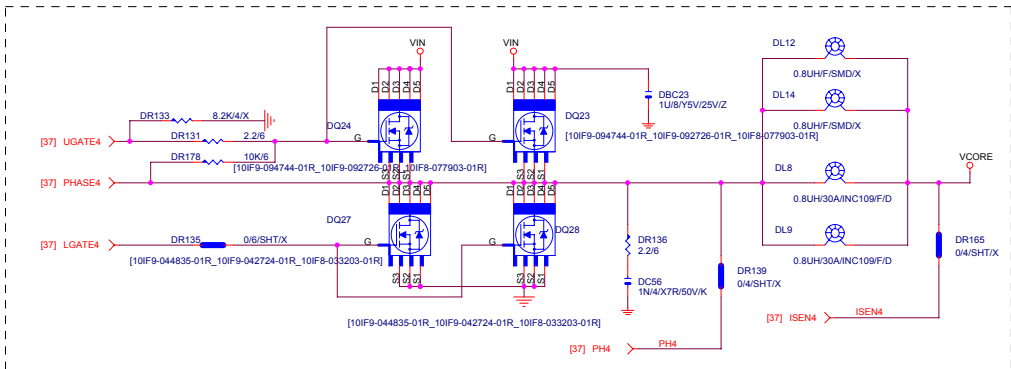 VIN
VIN
DL12
0.8UH/F/SMD/X
D1
D2
D3
D4
D5
D1
D2
D3
D4
D5
DBC23
1U/8/Y5V/25V/Z
DL14
0.8UH/F/SMD/X
DR133
8.2K/4/X
DQ24
DQ23
[37] UGATE4
DR131
2.2/6
G
G
[10IF9-094744-01R_10IF9-092726-01R_10IF8-077903-01R]
DR178
10K/6
[10IF9-094744-01R_10IF9-092726-01R_10IF8-077903-01R]
S3
S2
S1
S3
S2
S1
VCORE
DL8
[37] PHASE4
D1
D2
D3
D4
D5
D1
D2
D3
D4
D5
0.8UH/30A/INC109/F/D
DQ27
DQ28
DL9
[37] LGATE4
DR135
0/6/SHT/X
G
G
DR136
2.2/6
DR165
0/4/SHT/X
[10IF9-044835-01R_10IF9-042724-01R_10IF8-033203-01R]
0.8UH/30A/INC109/F/D
S3
S2
S1
S3
S2
S1
DC56
1N/4/X7R/50V/K
DR139
0/4/SHT/X
[10IF9-044835-01R_10IF9-042724-01R_10IF8-033203-01R]
[37] ISEN4
ISEN4
[37] PH4
PH4